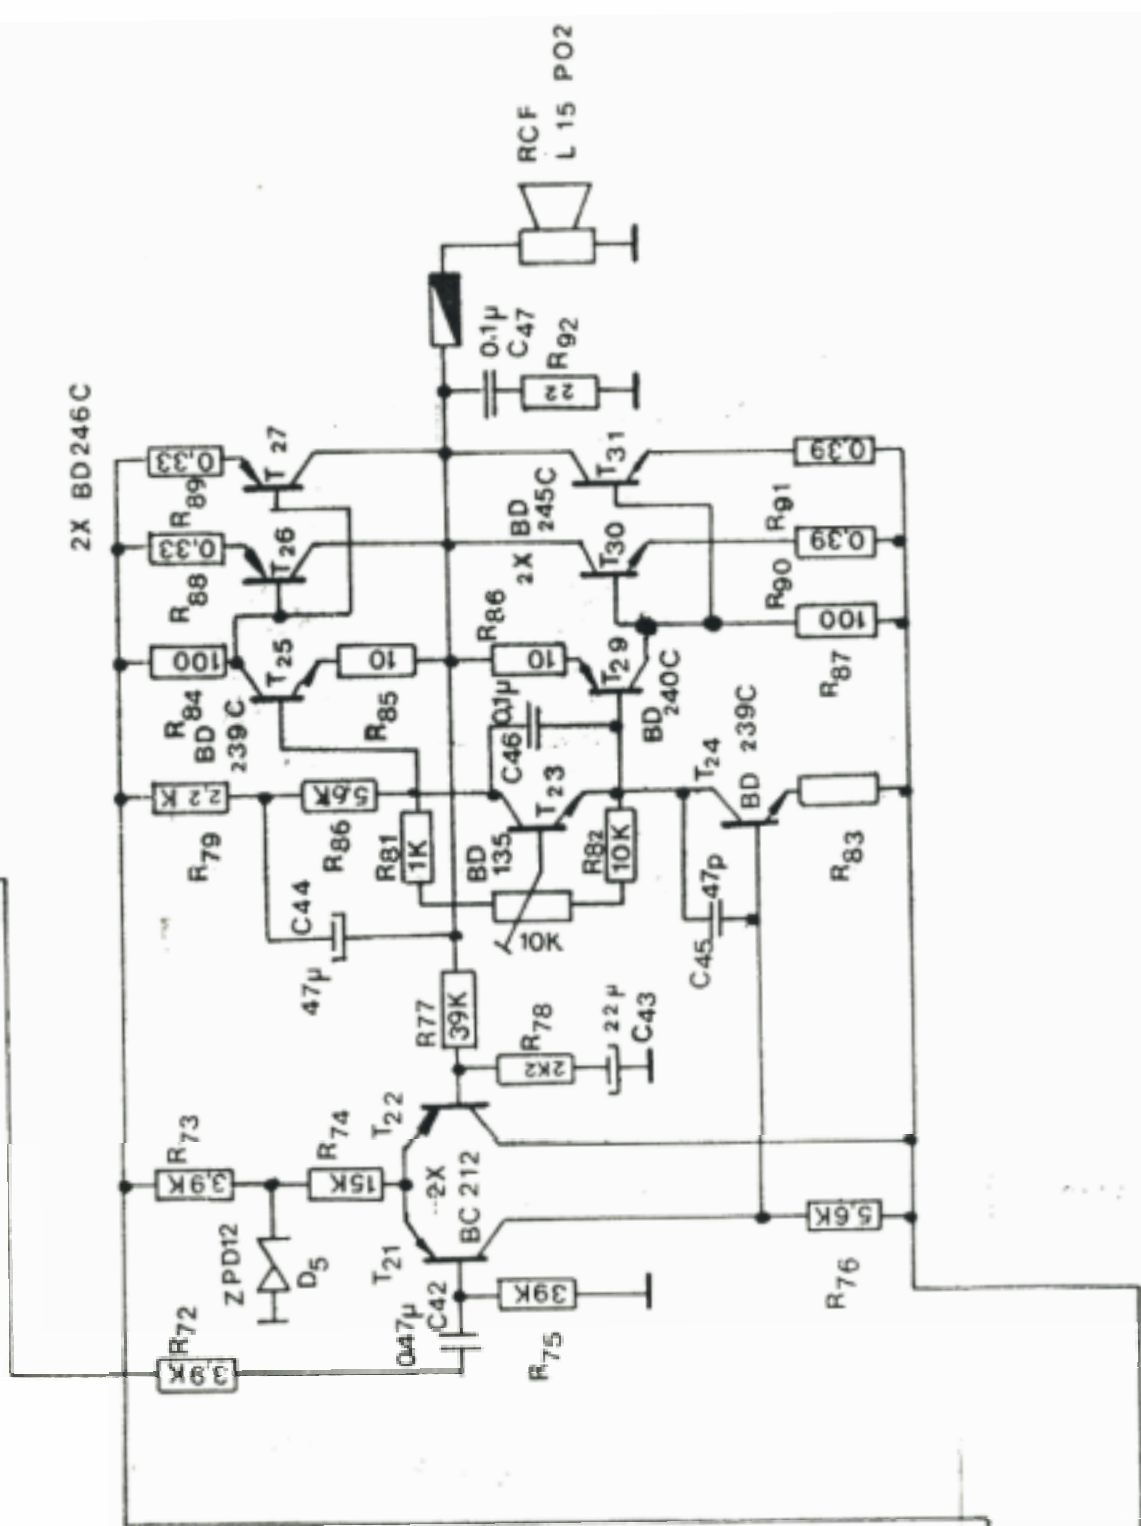 RCF
L 15 PO2
0.1µ
C47
R92
22
2X BD246C
0,33
R89
T 27
0,33
R88
T26
100
R84
BD
239C
T25
10
R85
R86
10
T29
BD
240C
BD
245C
2X
T31
T30
0,39
R91
0,39
R90
100
R87
2,2K
R79
5,6K
R86
R81
1K
C46
0,1µ
T23
BD
135
R82
10K
10K
T24
BD 239C
R83
47p
C45
C44
47µ
R77
39K
R78
2K2
22µ
C43
R73
3,9K
R74
15K
T22
2X
BC 212
T21
ZPD12
D5
R72
3,9K
0,47µ
C42
39K
R75
5,6K
R76